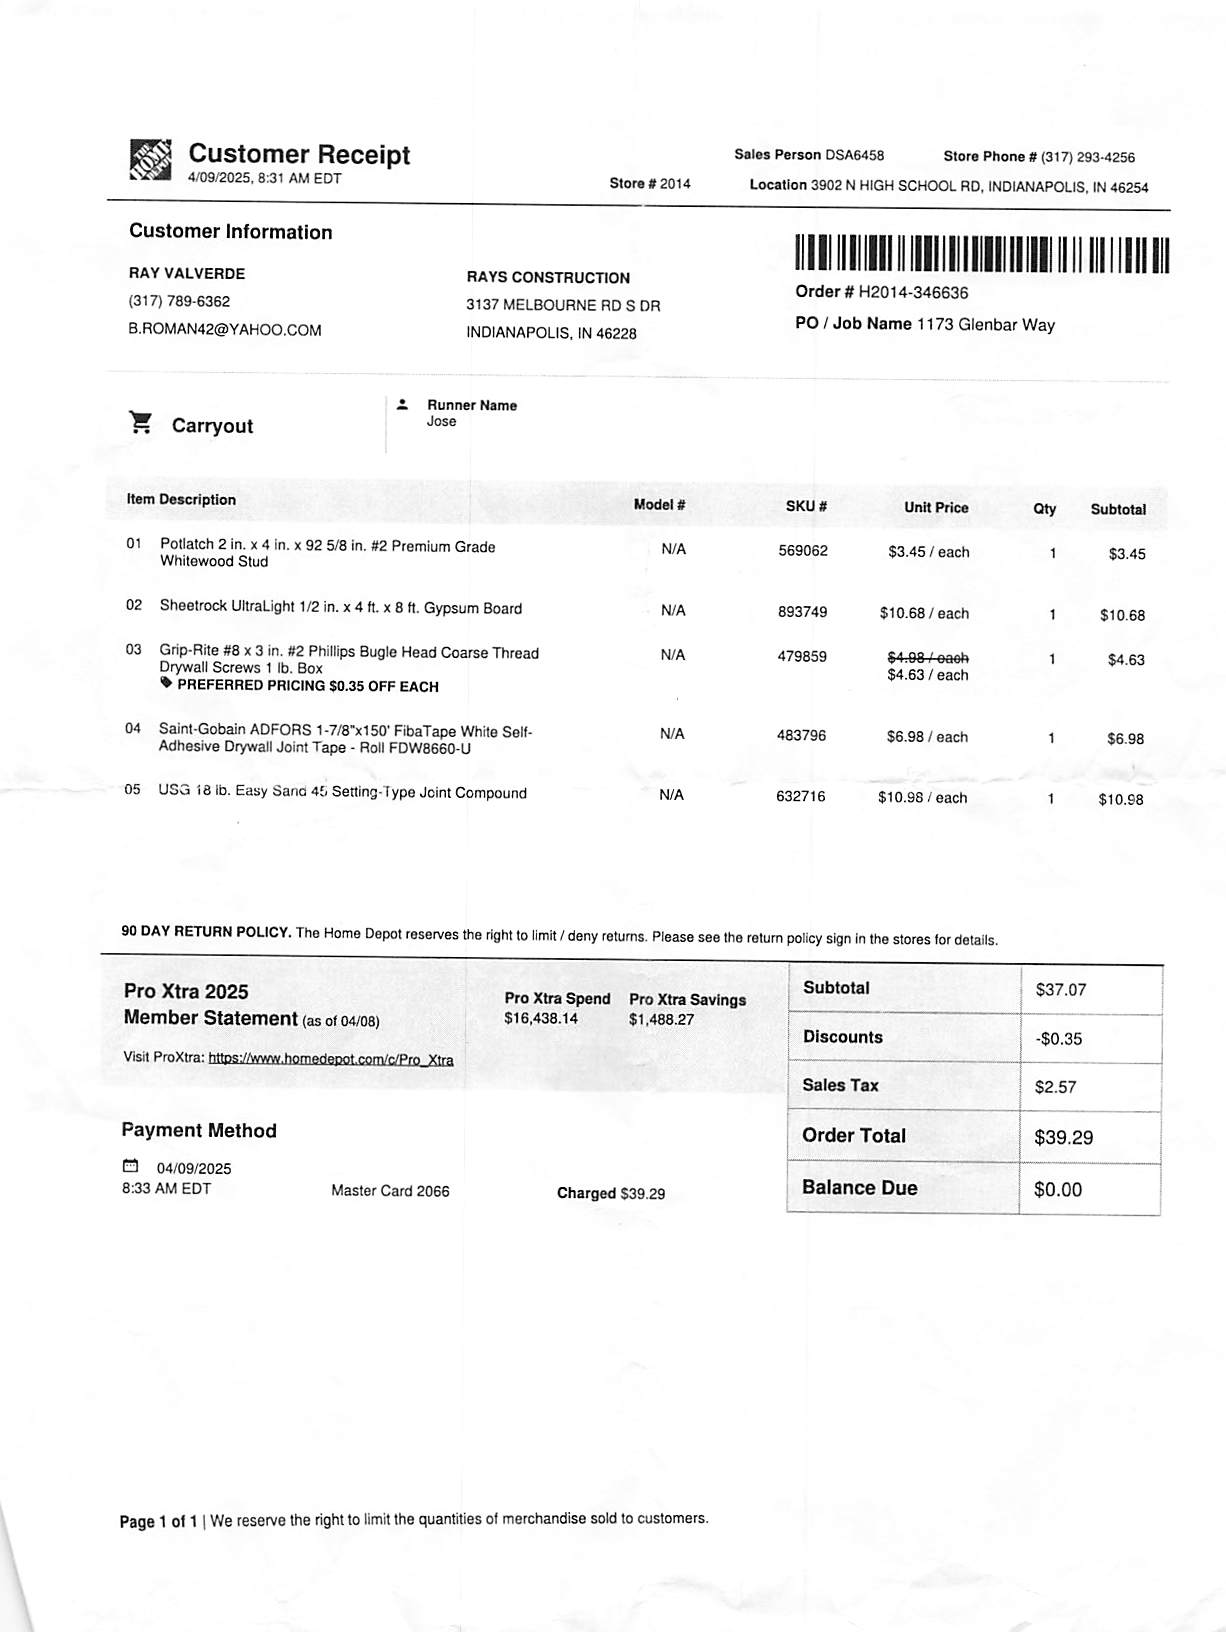 THE HOME DEPOT
Customer Receipt
4/09/2025, 8:31 AM EDT
Sales Person DSA6458 Store Phone # (317) 293-4256
Store # 2014 Location 3902 N HIGH SCHOOL RD, INDIANAPOLIS, IN 46254
Customer Information
RAY VALVERDE
(317) 789-6362
B.ROMAN42@YAHOO.COM
RAYS CONSTRUCTION
3137 MELBOURNE RD S DR
INDIANAPOLIS, IN 46228
Order # H2014-346636
PO / Job Name 1173 Glenbar Way
Carryout
Runner Name
Jose
Item Description Model # SKU # Unit Price Qty Subtotal
01 Potlatch 2 in. x 4 in. x 92 5/8 in. #2 Premium Grade N/A 569062 $3.45 / each 1 $3.45
Whitewood Stud
02 Sheetrock UltraLight 1/2 in. x 4 ft. x 8 ft. Gypsum Board N/A 893749 $10.68 / each 1 $10.68
03 Grip-Rite #8 x 3 in. #2 Phillips Bugle Head Coarse Thread N/A 479859 $4.98 / each 1 $4.63
Drywall Screws 1 lb. Box $4.63 / each
PREFERRED PRICING $0.35 OFF EACH
04 Saint-Gobain ADFORS 1-7/8"x150' FibaTape White Self- N/A 483796 $6.98 / each 1 $6.98
Adhesive Drywall Joint Tape - Roll FDW8660-U
05 USG 18 lb. Easy Sand 45 Setting-Type Joint Compound N/A 632716 $10.98 / each 1 $10.98
90 DAY RETURN POLICY. The Home Depot reserves the right to limit / deny returns. Please see the return policy sign in the stores for details.
Pro Xtra 2025
Member Statement (as of 04/08)
Visit ProXtra: https://www.homedepot.com/c/Pro_Xtra
Pro Xtra Spend Pro Xtra Savings
$16,438.14 $1,488.27
Subtotal $37.07
Discounts -$0.35
Sales Tax $2.57
Order Total $39.29
Balance Due $0.00
Payment Method
04/09/2025
8:33 AM EDT Master Card 2066 Charged $39.29
Page 1 of 1 | We reserve the right to limit the quantities of merchandise sold to customers.